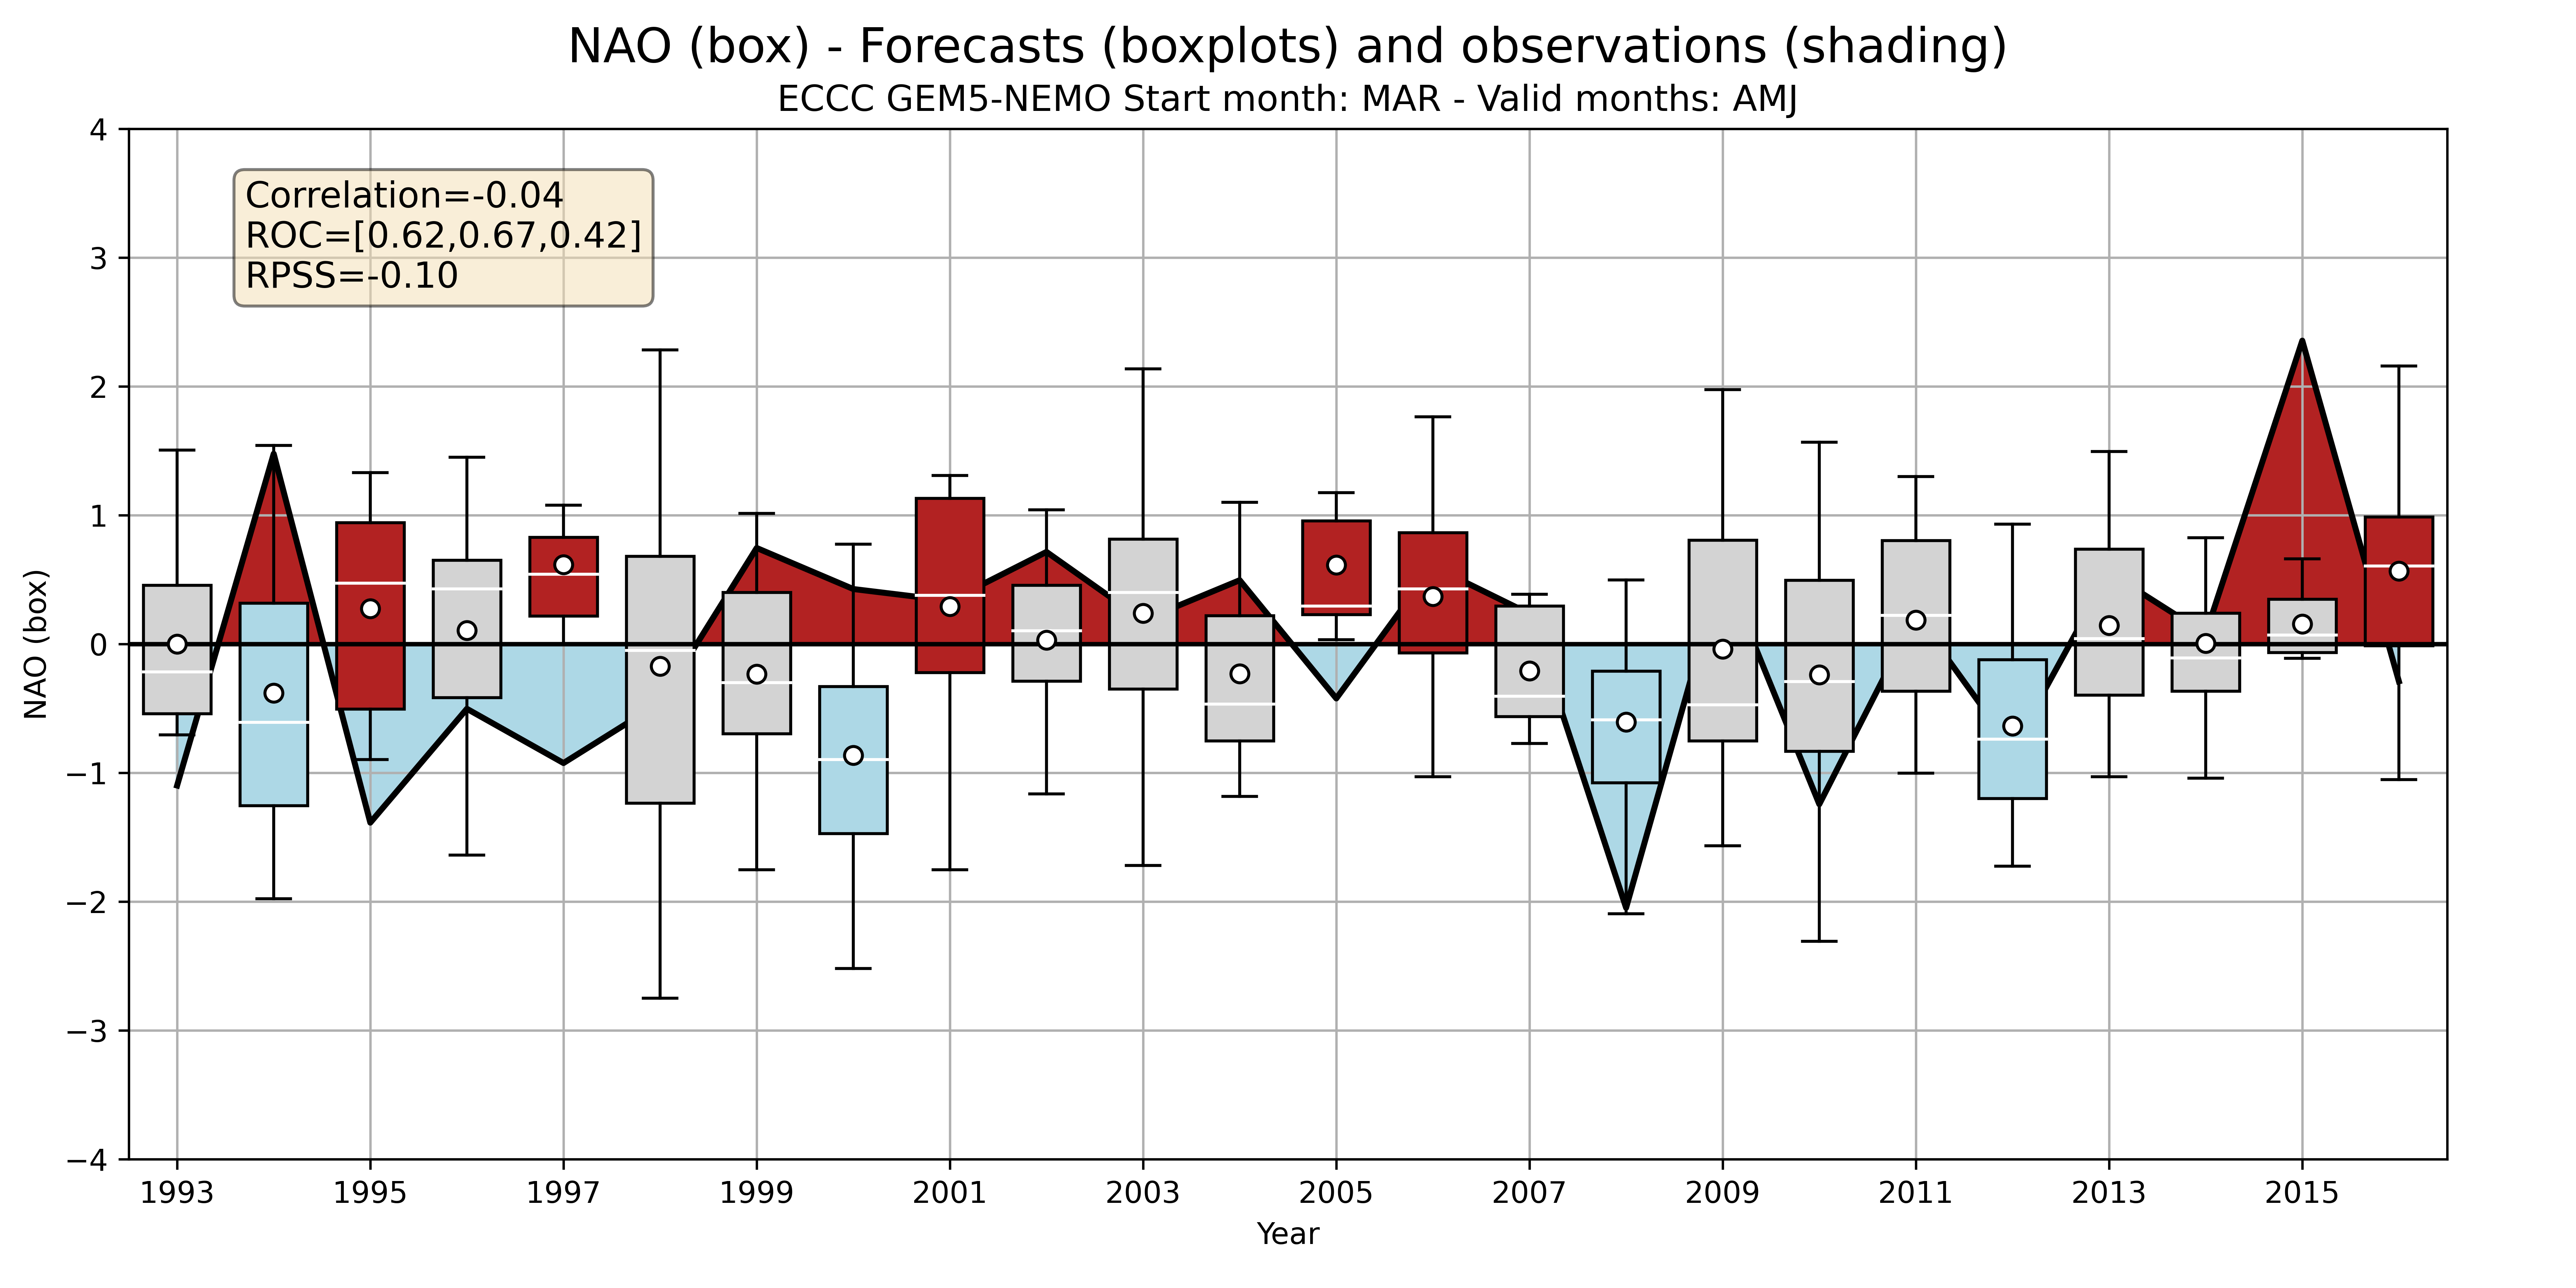 NAO (box) - Forecasts (boxplots) and observations (shading)
ECCC GEM5-NEMO Start month: MAR - Valid months: AMJ
Correlation=-0.04
ROC=[0.62,0.67,0.42]
RPSS=-0.10
NAO (box)
4
3
2
1
0
−1
−2
−3
−4
1993 1995 1997 1999 2001 2003 2005 2007 2009 2011 2013 2015
Year